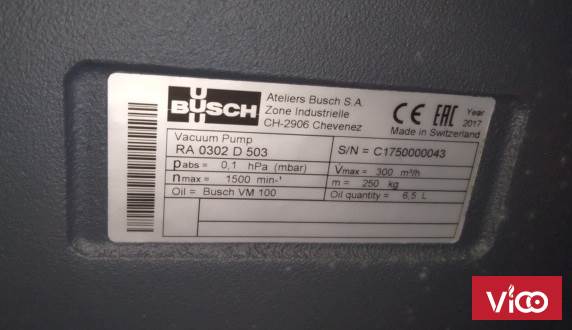 BUSCH
Ateliers Busch S.A.
Zone Industrielle
CH-2906 Chevenez
CE EAC Year
2017
Made in Switzerland
Vacuum Pump
RA 0302 D 503
S/N = C1750000043
pabs = 0,1 hPa (mbar)
V̇max = 300 m³/h
nmax = 1500 min-¹
m = 250 kg
Oil = Busch VM 100
Oil quantity = 6,5 L
vico